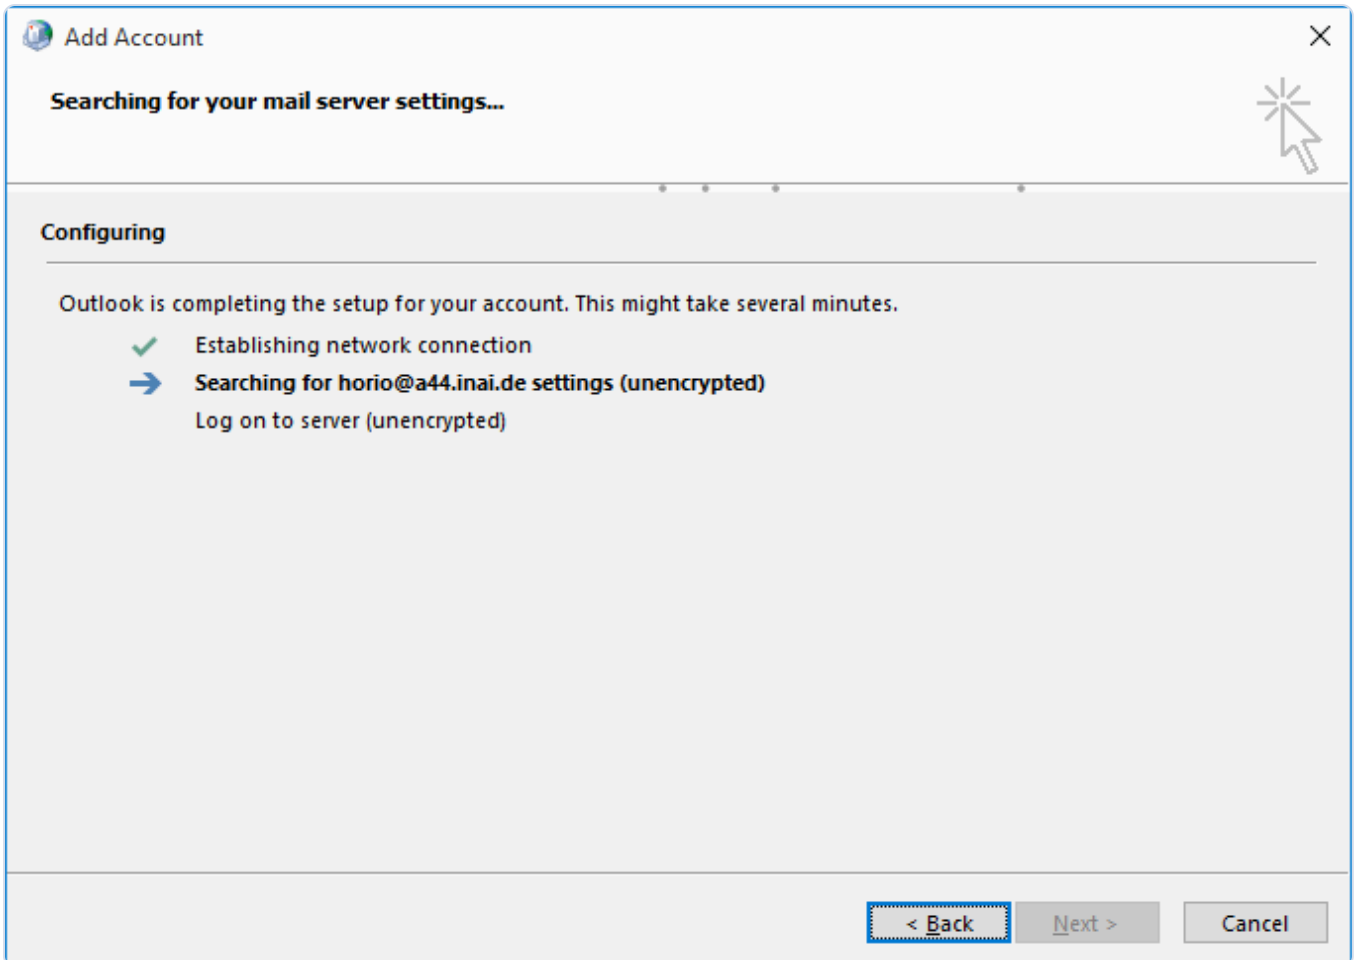 Add Account
Searching for your mail server settings...
Configuring
Outlook is completing the setup for your account. This might take several minutes.
Establishing network connection
Searching for horio@a44.inai.de settings (unencrypted)
Log on to server (unencrypted)
< Back
Next >
Cancel